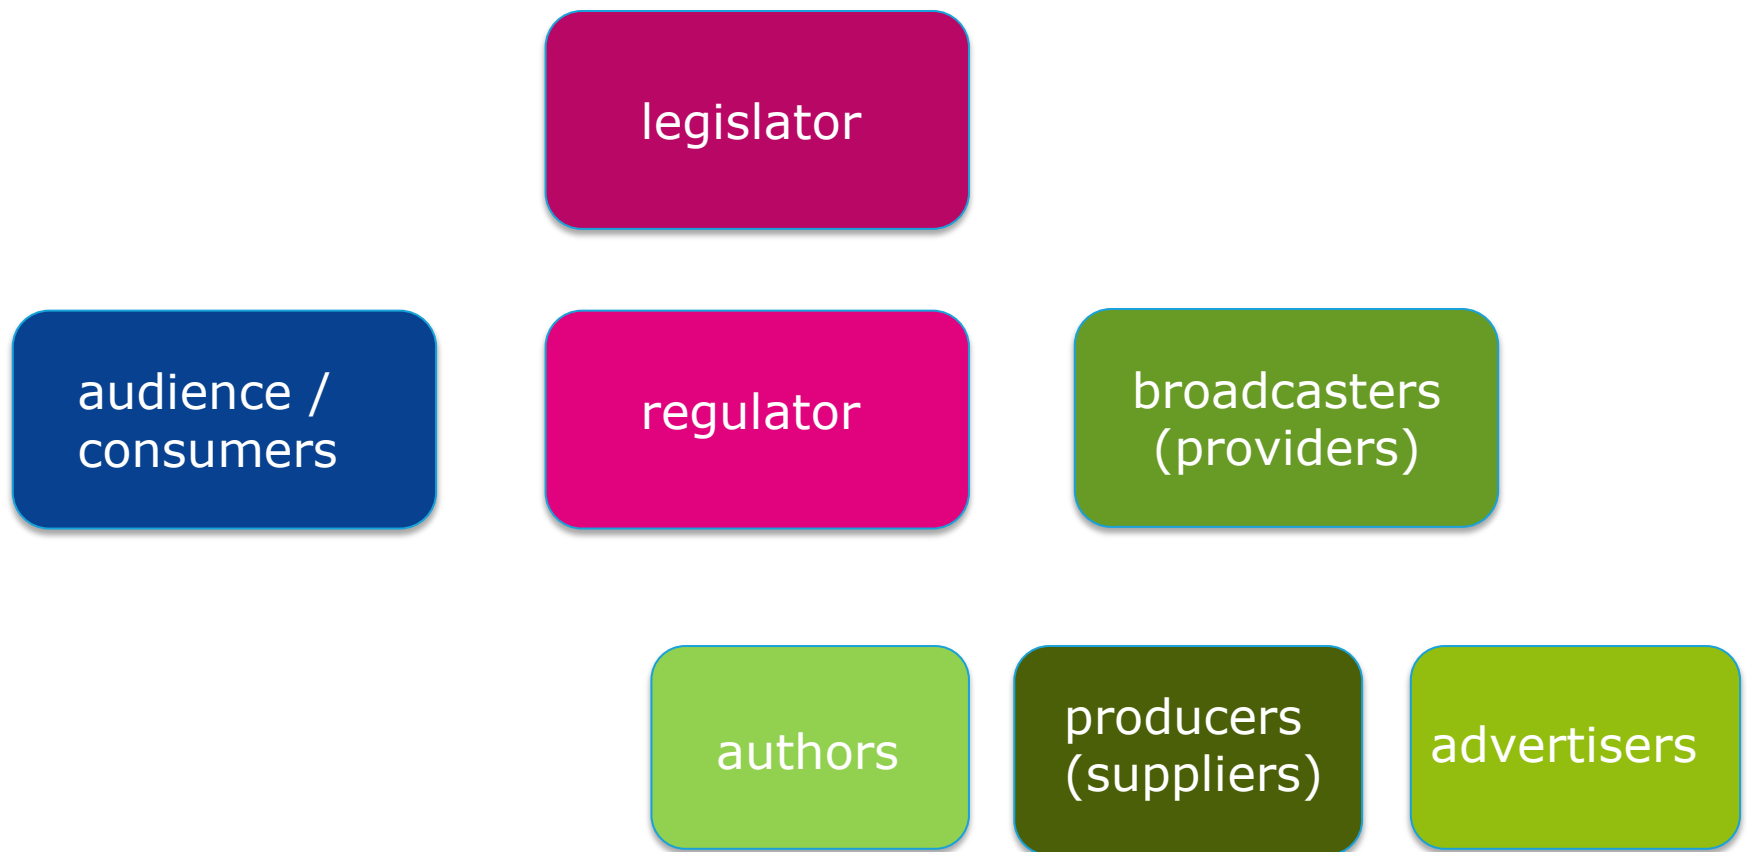 legislator
audience /
consumers
regulator
broadcasters
(providers)
authors
producers
(suppliers)
advertisers